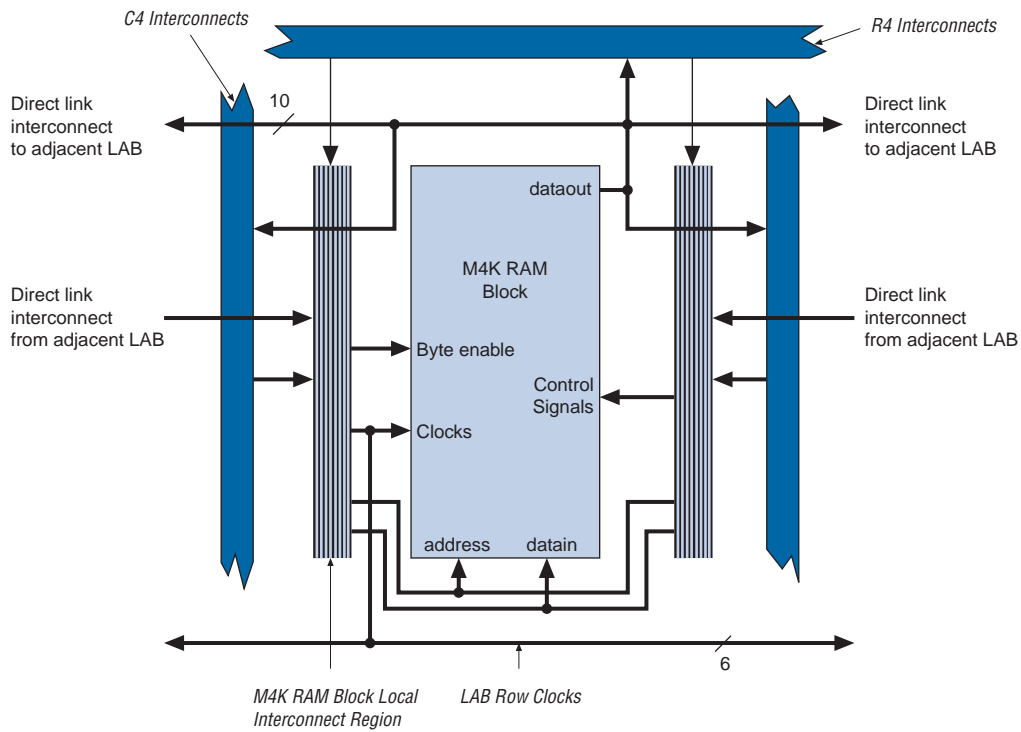 C4 Interconnects
R4 Interconnects
Direct link
interconnect
to adjacent LAB
10
Direct link
interconnect
to adjacent LAB
dataout
M4K RAM
Block
Direct link
interconnect
from adjacent LAB
Direct link
interconnect
from adjacent LAB
Byte enable
Control
Signals
Clocks
address
datain
6
M4K RAM Block Local
Interconnect Region
LAB Row Clocks